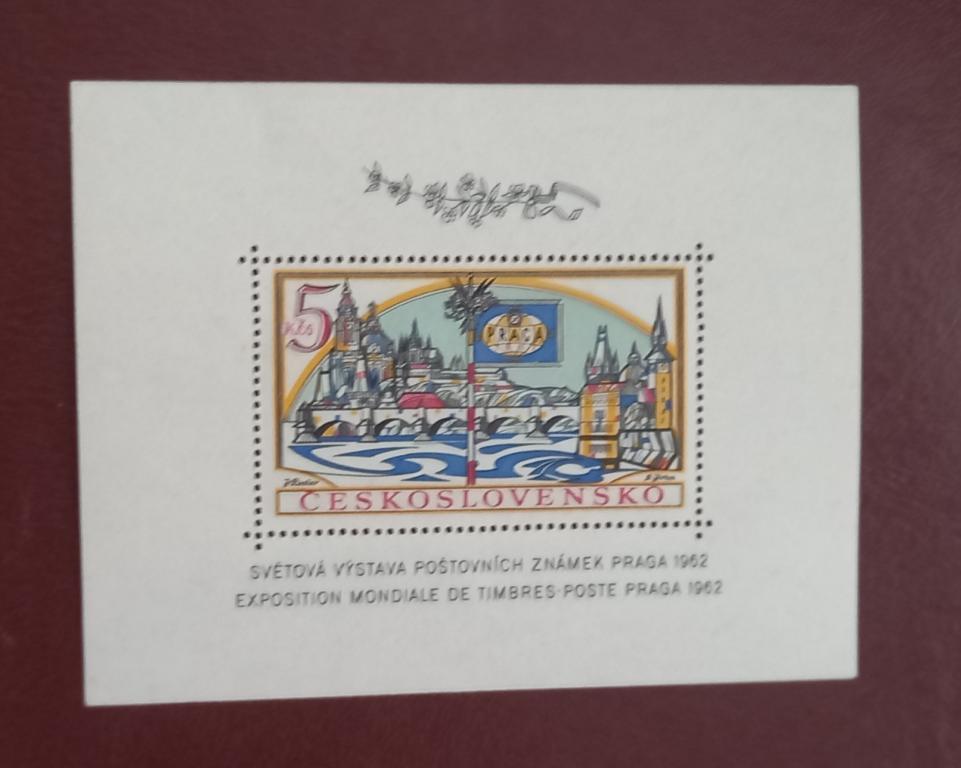 5
Kčs
PRAGA
ČESKOSLOVENSKO
SVĚTOVÁ VÝSTAVA POŠTOVNÍCH ZNÁMEK PRAGA 1962
EXPOSITION MONDIALE DE TIMBRES-POSTE PRAGA 1962